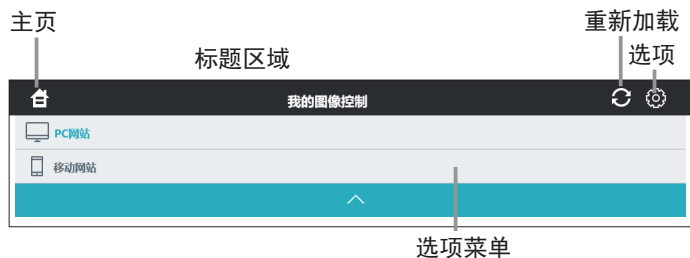 主页
重新加载
标题区域
选项
我的图像控制
PC网站
移动网站
选项菜单